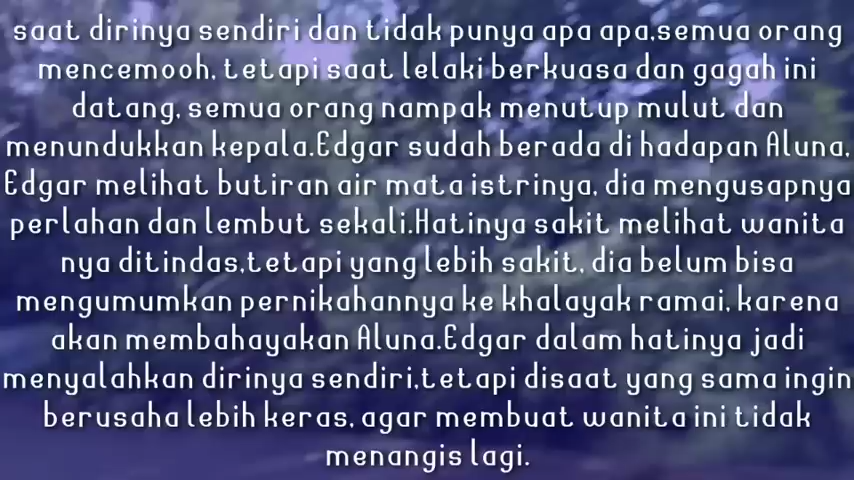 saat dirinya sendiri dan tidak punya apa apa,semua orang
mencemooh, tetapi saat lelaki berkuasa dan gagah ini
datang, semua orang nampak menutup mulut dan
menundukkan kepala.Edgar sudah berada di hadapan Aluna,
Edgar melihat butiran air mata istrinya, dia mengusapnya
perlahan dan lembut sekali.Hatinya sakit melihat wanita
nya ditindas,tetapi yang lebih sakit, dia belum bisa
mengumumkan pernikahannya ke khalayak ramai, karena
akan membahayakan Aluna.Edgar dalam hatinya jadi
menyalahkan dirinya sendiri,tetapi disaat yang sama ingin
berusaha lebih keras, agar membuat wanita ini tidak
menangis lagi.